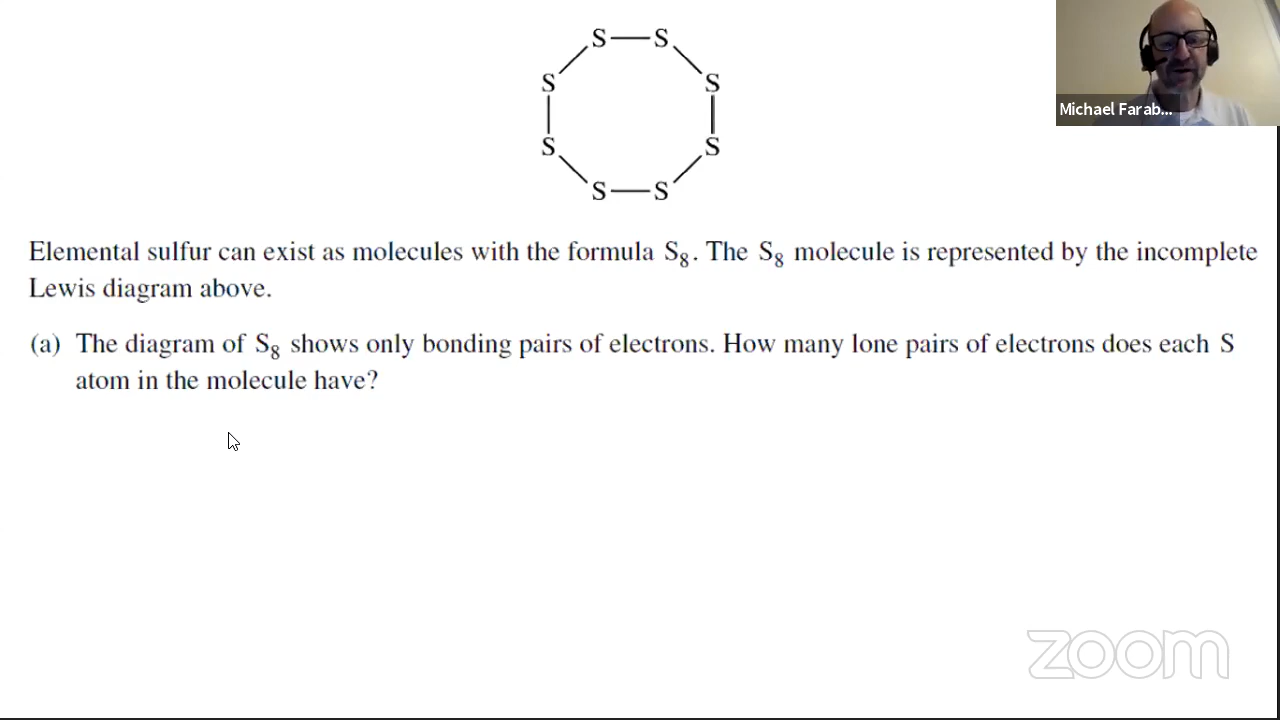 S—S
Michael Farab...
S S
S S
S—S
Elemental sulfur can exist as molecules with the formula S₈. The S₈ molecule is represented by the incomplete
Lewis diagram above.
(a) The diagram of S₈ shows only bonding pairs of electrons. How many lone pairs of electrons does each S
atom in the molecule have?
zoom